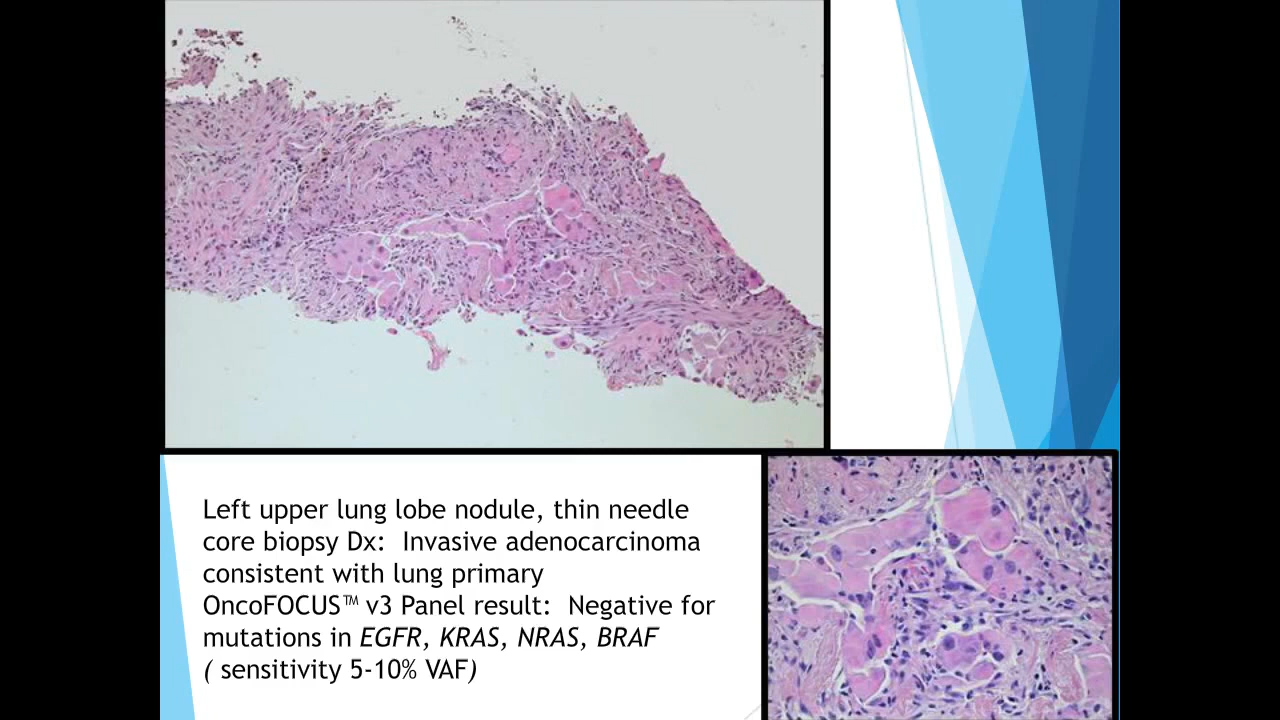 Left upper lung lobe nodule, thin needle
core biopsy Dx:  Invasive adenocarcinoma
consistent with lung primary
OncoFOCUS™ v3 Panel result:  Negative for
mutations in EGFR, KRAS, NRAS, BRAF
( sensitivity 5-10% VAF)